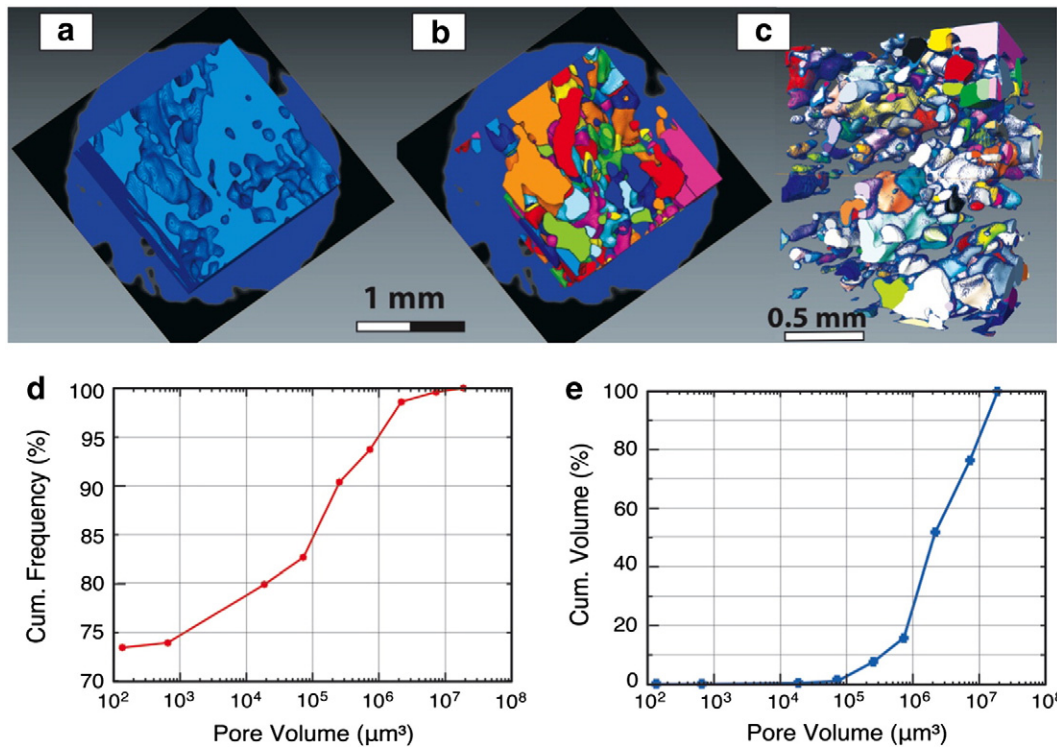 a
b
c
1 mm
0.5 mm
d
100
95
90
85
80
75
70
Cum. Frequency (%)
10² 10³ 10⁴ 10⁵ 10⁶ 10⁷ 10⁸
Pore Volume (µm³)
e
100
80
60
40
20
0
Cum. Volume (%)
10² 10³ 10⁴ 10⁵ 10⁶ 10⁷ 10⁸
Pore Volume (µm³)